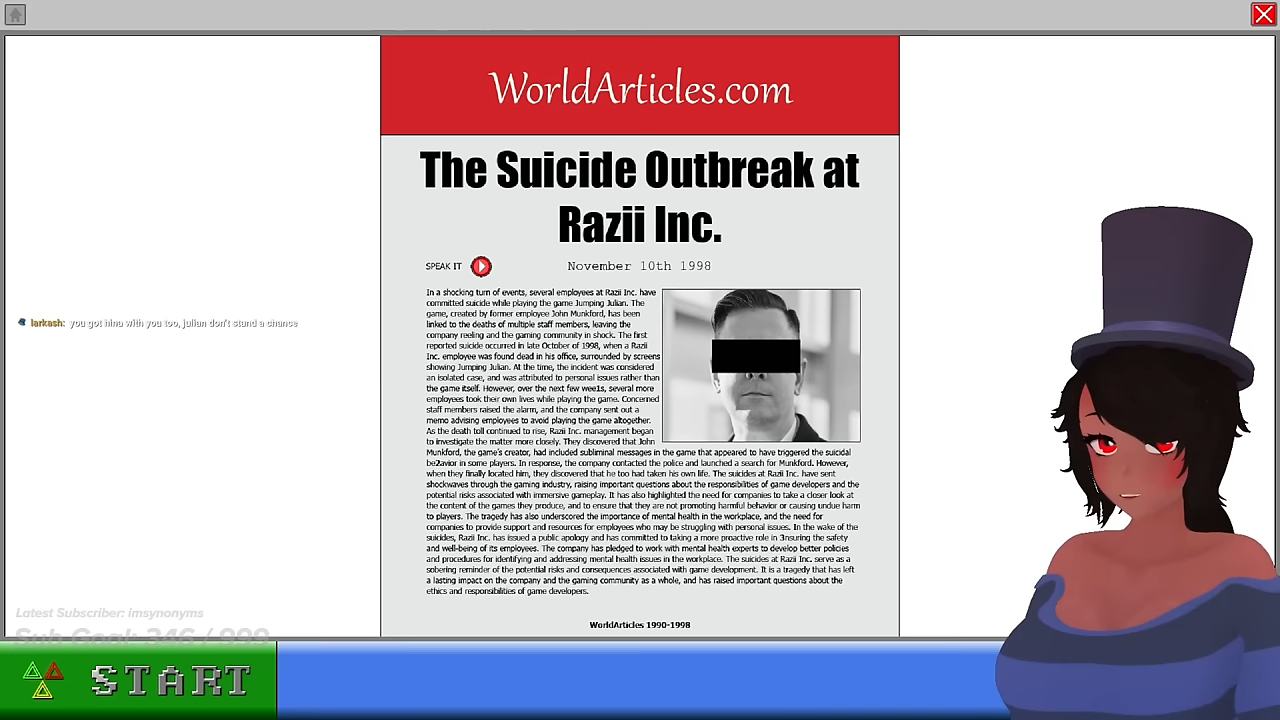 WorldArticles.com
The Suicide Outbreak at
Razii Inc.
SPEAK IT
November 10th 1998
In a shocking turn of events, several employees at Razii Inc. have
committed suicide while playing the game Jumping Julian. The
game, created by former employee John Munkford, has been
linked to the deaths of multiple staff members, leaving the
company reeling and the gaming community in shock. The first
reported suicide occurred in late October of 1998, when a Razii
Inc. employee was found dead in his office, surrounded by screens
showing Jumping Julian. At the time, the incident was considered
an isolated case, and was attributed to personal issues rather than
the game itself. However, over the next few wee1s, several more
employees took their own lives while playing the game. Concerned
staff members raised the alarm, and the company sent out a
memo advising employees to avoid playing the game altogether.
As the death toll continued to rise, Razii Inc. management began
to investigate the matter more closely. They discovered that John
Munkford, the game's creator, had included subliminal messages in the game that appeared to have triggered the suicidal
be2avior in some players. In response, the company contacted the police and launched a search for Munkford. However,
when they finally located him, they discovered that he too had taken his own life. The suicides at Razii Inc. have sent
shockwaves through the gaming industry, raising important questions about the responsibilities of game developers and the
potential risks associated with immersive gameplay. It has also highlighted the need for companies to take a closer look at
the content of the games they produce, and to ensure that they are not promoting harmful behavior or causing undue harm
to players. The tragedy has also underscored the importance of mental health in the workplace, and the need for
companies to provide support and resources for employees who may be struggling with personal issues. In the wake of the
suicides, Razii Inc. has issued a public apology and has committed to taking a more proactive role in 3nsuring the safety
and well-being of its employees. The company has pledged to work with mental health experts to develop better policies
and procedures for identifying and addressing mental health issues in the workplace. The suicides at Razii Inc. serve as a
sobering reminder of the potential risks and consequences associated with game development. It is a tragedy that has left
a lasting impact on the company and the gaming community as a whole, and has raised important questions about the
ethics and responsibilities of game developers.
WorldArticles 1990-1998
larkash: you got hina with you too, julian don't stand a chance
Latest Subscriber: imsynonyms
Sub Goal: 346 / 999
START